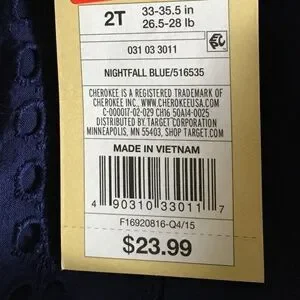 2T
33-35.5 in
26.5-28 lb
031 03 3011
NIGHTFALL BLUE/516535
CHEROKEE IS A REGISTERED TRADEMARK OF
CHEROKEE INC., WWW.CHEROKEEUSA.COM
C-000017-02-029 CH16 50A14-0025
DISTRIBUTED BY TARGET CORPORATION
MINNEAPOLIS, MN 55403, SHOP TARGET.COM
MADE IN VIETNAM
4 90310 33011 7
F16920816-Q4/15
$23.99